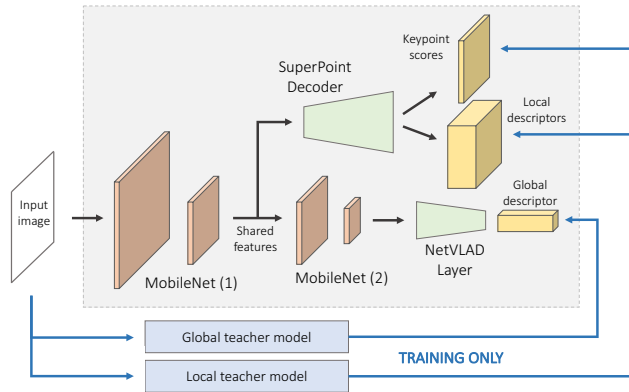 Keypoint
scores
SuperPoint
Decoder
Local
descriptors
Input
image
Shared
features
Global
descriptor
MobileNet (1)
MobileNet (2)
NetVLAD
Layer
Global teacher model
TRAINING ONLY
Local teacher model